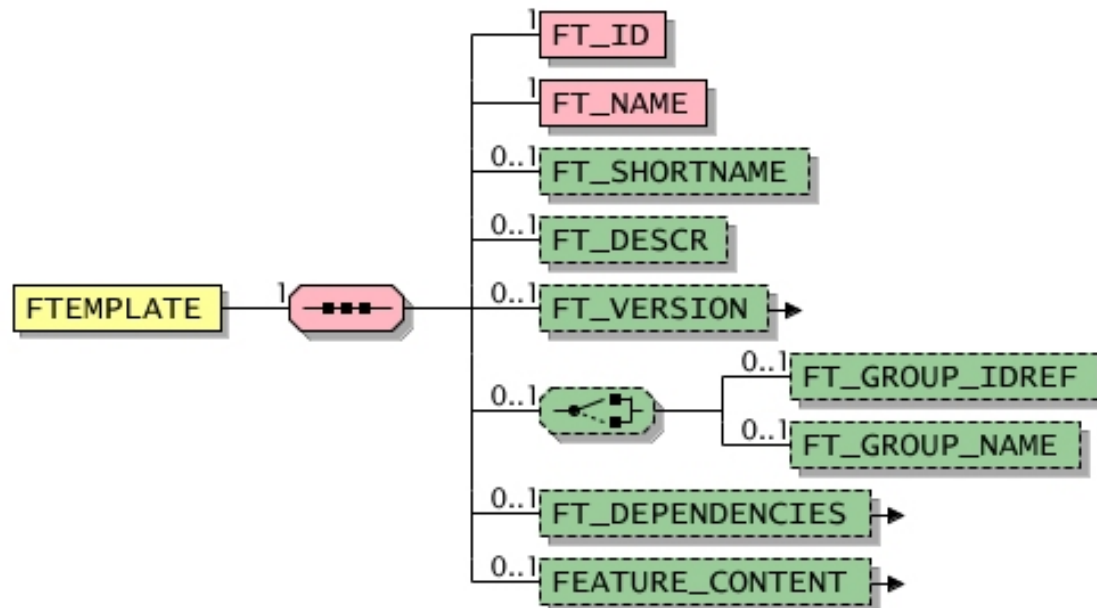 1 FT_ID
1 FT_NAME
0..1 FT_SHORTNAME
0..1 FT_DESCR
FTEMPLATE 1 0..1 FT_VERSION
0..1 FT_GROUP_IDREF
0..1
0..1 FT_GROUP_NAME
0..1 FT_DEPENDENCIES
0..1 FEATURE_CONTENT